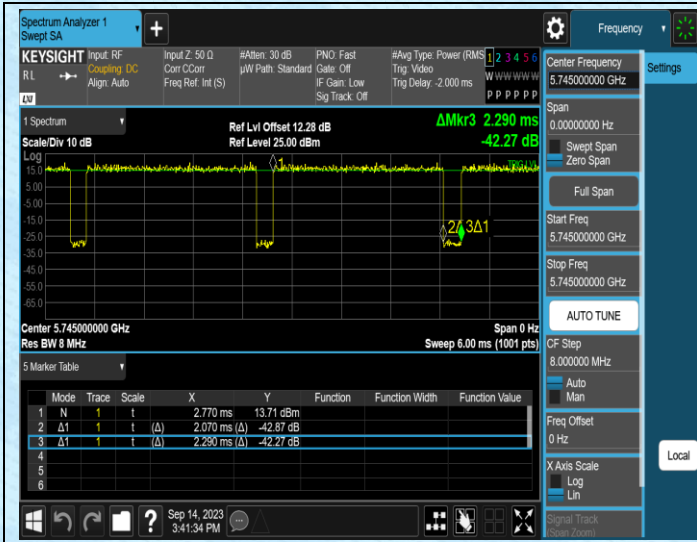 Spectrum Analyzer 1
Swept SA
Frequency
KEYSIGHT
RL
LXI
Input: RF
Coupling: DC
Align: Auto
Input Z: 50 Ω
Corr CCorr
Freq Ref: Int (S)
#Atten: 30 dB
µW Path: Standard
PNO: Fast
Gate: Off
IF Gain: Low
Sig Track: Off
#Avg Type: Power (RMS
Trig: Video
Trig Delay: -2.000 ms
1 2 3 4 5 6
W W W W W W
P P P P P P
1 Spectrum
Scale/Div 10 dB
Log
Ref Lvl Offset 12.28 dB
Ref Level 25.00 dBm
ΔMkr3 2.290 ms
-42.27 dB
TRIG LVL
15.0
5.00
-5.00
-15.0
-25.0
-35.0
-45.0
-55.0
-65.0
1
2Δ 3Δ1
Center 5.745000000 GHz
Span 0 Hz
Res BW 8 MHz
Sweep 6.00 ms (1001 pts)
5 Marker Table
Mode Trace Scale X Y Function Function Width Function Value
1 N 1 t 2.770 ms 13.71 dBm
2 Δ1 1 t (Δ) 2.070 ms (Δ) -42.87 dB
3 Δ1 1 t (Δ) 2.290 ms (Δ) -42.27 dB
4
5
6
Sep 14, 2023
3:41:34 PM
?
Center Frequency
5.745000000 GHz
Span
0.00000000 Hz
Swept Span
Zero Span
Full Span
Start Freq
5.745000000 GHz
Stop Freq
5.745000000 GHz
AUTO TUNE
CF Step
8.000000 MHz
Auto
Man
Freq Offset
0 Hz
X Axis Scale
Log
Lin
Signal Track
(Span Zoom)
Settings
Local